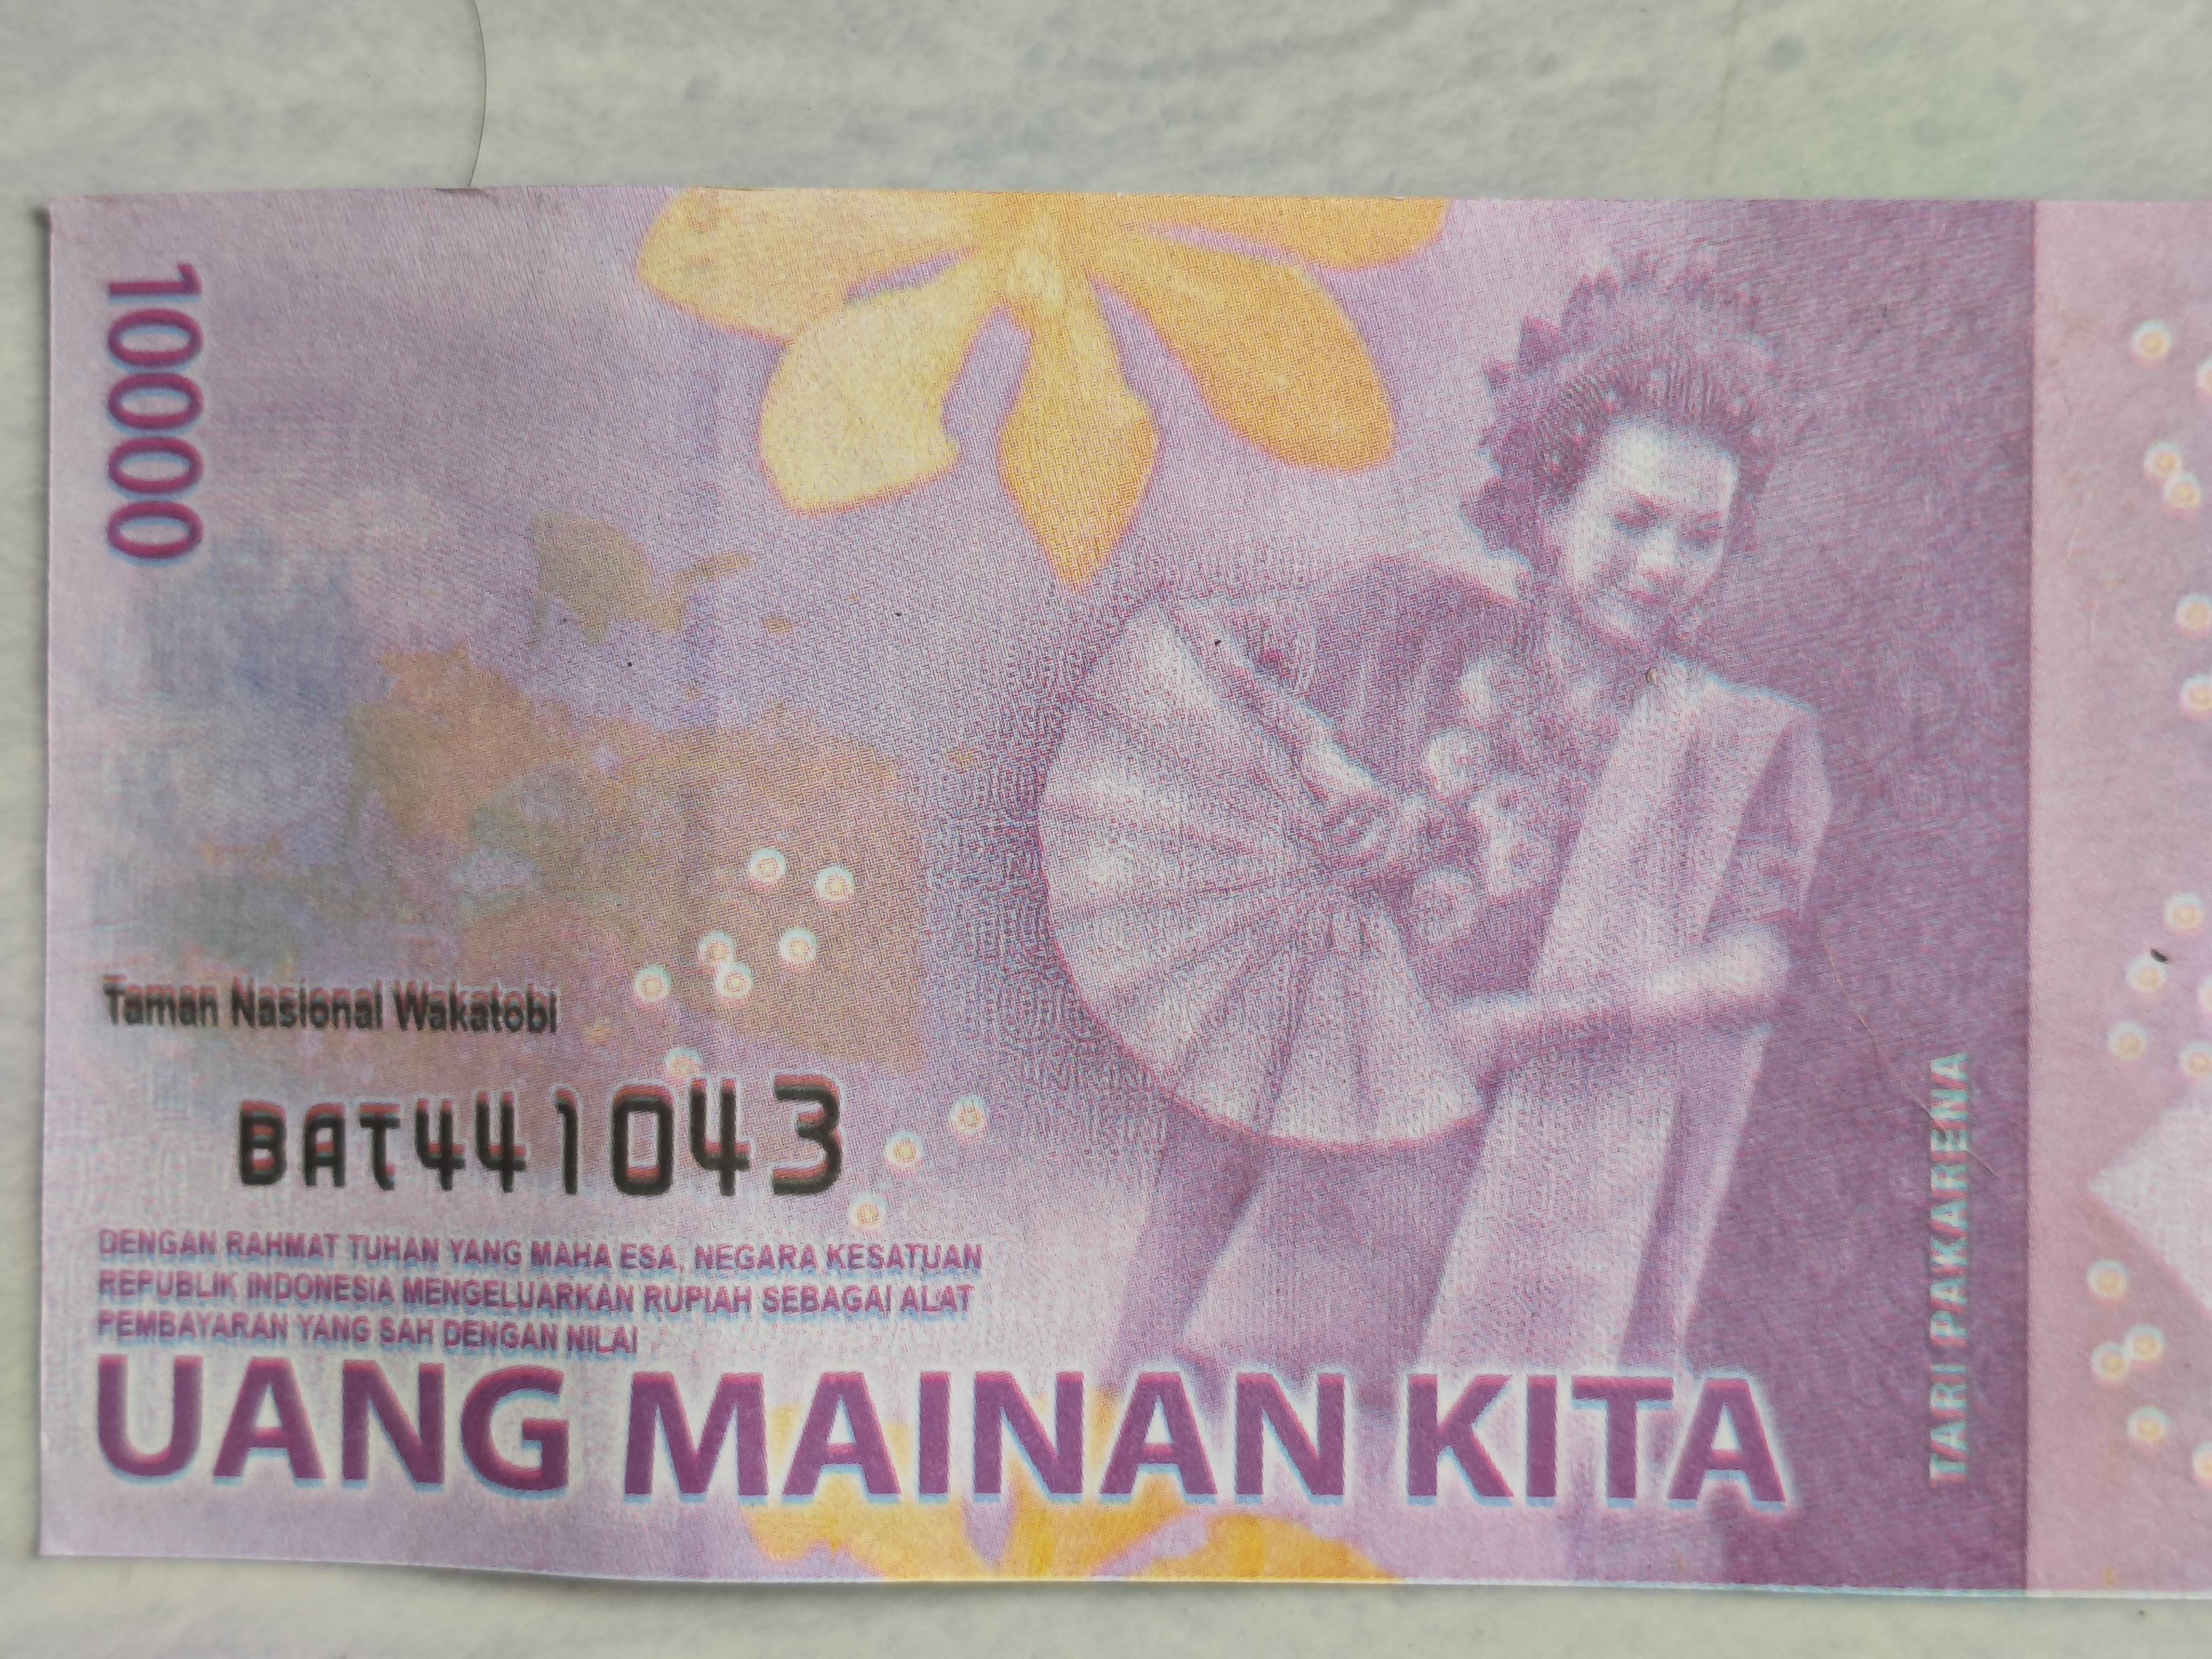 10000
Taman Nasional Wakatobi
BAT441043
DENGAN RAHMAT TUHAN YANG MAHA ESA, NEGARA KESATUAN
REPUBLIK INDONESIA MENGELUARKAN RUPIAH SEBAGAI ALAT
PEMBAYARAN YANG SAH DENGAN NILAI
UANG MAINAN KITA
TARI PAKARENA